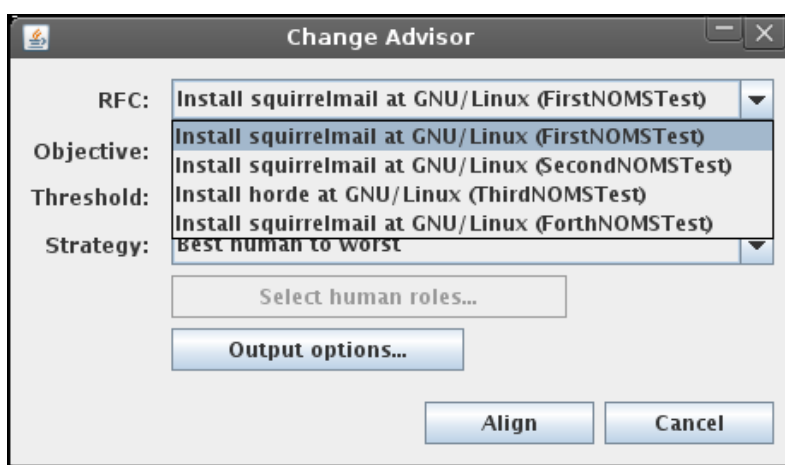 Change Advisor
RFC: Install squirrelmail at GNU/Linux (FirstNOMSTest)
Install squirrelmail at GNU/Linux (FirstNOMSTest)
Objective:
Install squirrelmail at GNU/Linux (SecondNOMSTest)
Threshold: Install horde at GNU/Linux (ThirdNOMSTest)
Install squirrelmail at GNU/Linux (ForthNOMSTest)
Strategy: Best human to worst
Select human roles...
Output options...
Align Cancel